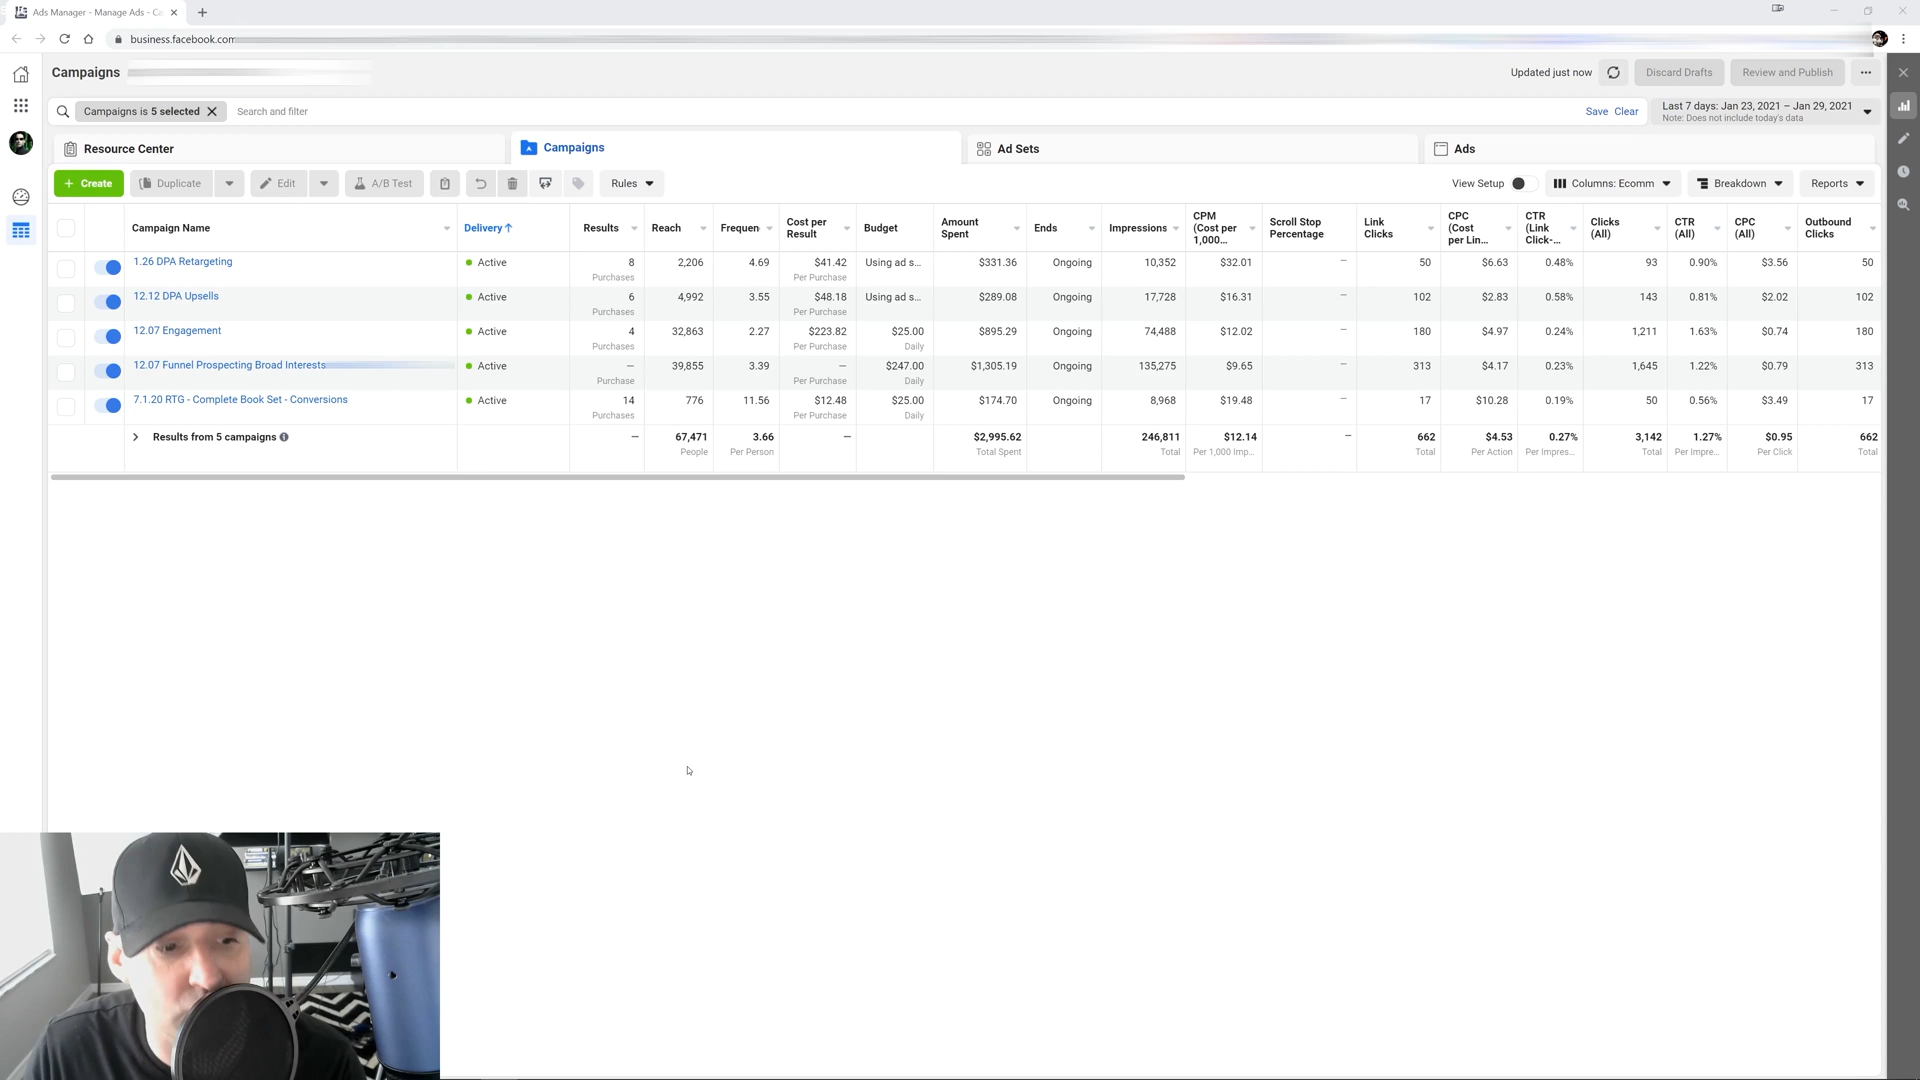 Ads Manager - Manage Ads - Ca
business.facebook.com
Campaigns
Updated just now
Discard Drafts
Review and Publish
Campaigns is 5 selected
Search and filter
Save Clear
Last 7 days: Jan 23, 2021 – Jan 29, 2021
Note: Does not include today's data
Resource Center
Campaigns
Ad Sets
Ads
+ Create
Duplicate
Edit
A/B Test
Rules
View Setup
Columns: Ecomm
Breakdown
Reports
Campaign Name
Delivery↑
Results
Reach
Frequen
Cost per
Result
Budget
Amount
Spent
Ends
Impressions
CPM
(Cost per
1,000...
Scroll Stop
Percentage
Link
Clicks
CPC
(Cost
per Lin...
CTR
(Link
Click-...
Clicks
(All)
CTR
(All)
CPC
(All)
Outbound
Clicks
1.26 DPA Retargeting Active 8 2,206 4.69 $41.42 Using ad s... $331.36 Ongoing 10,352 $32.01 – 50 $6.63 0.48% 93 0.90% $3.56 50
Purchases Per Purchase
12.12 DPA Upsells Active 6 4,992 3.55 $48.18 Using ad s... $289.08 Ongoing 17,728 $16.31 – 102 $2.83 0.58% 143 0.81% $2.02 102
Purchases Per Purchase
12.07 Engagement Active 4 32,863 2.27 $223.82 $25.00 $895.29 Ongoing 74,488 $12.02 – 180 $4.97 0.24% 1,211 1.63% $0.74 180
Purchases Per Purchase Daily
12.07 Funnel Prospecting Broad Interests Active — 39,855 3.39 — $247.00 $1,305.19 Ongoing 135,275 $9.65 – 313 $4.17 0.23% 1,645 1.22% $0.79 313
Purchase Per Purchase Daily
7.1.20 RTG - Complete Book Set - Conversions Active 14 776 11.56 $12.48 $25.00 $174.70 Ongoing 8,968 $19.48 – 17 $10.28 0.19% 50 0.56% $3.49 17
Purchases Per Purchase Daily
Results from 5 campaigns — 67,471 3.66 — $2,995.62 246,811 $12.14 – 662 $4.53 0.27% 3,142 1.27% $0.95 662
People Per Person Total Spent Total Per 1,000 Imp... Total Per Action Per Impres... Total Per Impre... Per Click Total